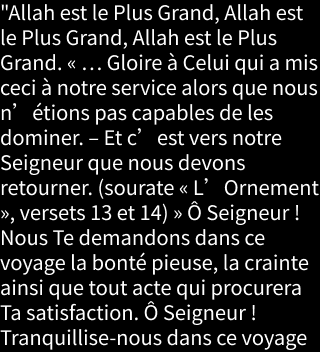 "Allah est le Plus Grand, Allah est
le Plus Grand, Allah est le Plus
Grand. « … Gloire à Celui qui a mis
ceci à notre service alors que nous
n’étions pas capables de les
dominer. – Et c’est vers notre
Seigneur que nous devons
retourner. (sourate « L’Ornement
», versets 13 et 14) » Ô Seigneur !
Nous Te demandons dans ce
voyage la bonté pieuse, la crainte
ainsi que tout acte qui procurera
Ta satisfaction. Ô Seigneur !
Tranquillise-nous dans ce voyage